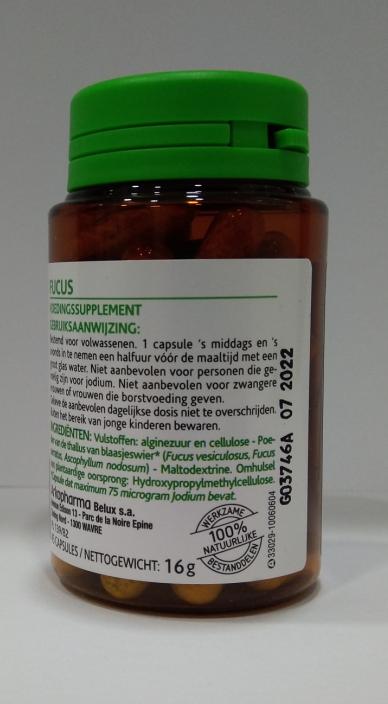 FUCUS
VOEDINGSSUPPLEMENT
GEBRUIKSAANWIJZING:
Bestemd voor volwassenen. 1 capsule 's middags en 's
avonds in te nemen een halfuur vóór de maaltijd met een
groot glas water. Niet aanbevolen voor personen die ge-
voelig zijn voor jodium. Niet aanbevolen voor zwangere
vrouwen of vrouwen die borstvoeding geven.
Gelieve de aanbevolen dagelijkse dosis niet te overschrijden.
Buiten het bereik van jonge kinderen bewaren.
INGREDIËNTEN: Vulstoffen: alginezuur en cellulose - Poe-
der van de thallus van blaasjeswier* (Fucus vesiculosus, Fucus
serratus, Ascophyllum nodosum) - Maltodextrine. Omhulsel
van plantaardige oorsprong: Hydroxypropylmethylcellulose.
*Capsule dat maximum 75 microgram Jodium bevat.
Arkopharma Belux s.a.
13 - Parc de la Noire Epine
Nord - 1300 WAVRE
CAPSULES / NETTOGEWICHT: 16g
WERKZAME
100%
NATUURLIJKE
BESTANDDELEN
33029-10060604
G03746A 07 2022